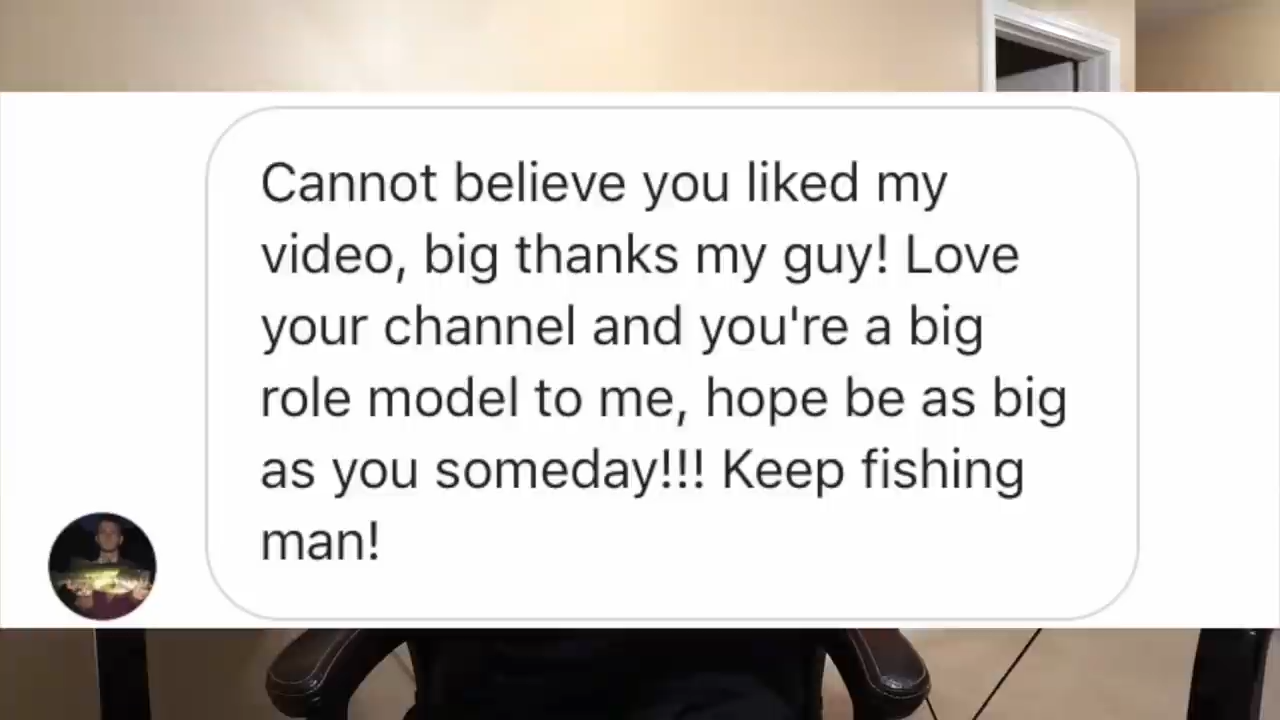 Cannot believe you liked my
video, big thanks my guy! Love
your channel and you're a big
role model to me, hope be as big
as you someday!!! Keep fishing
man!